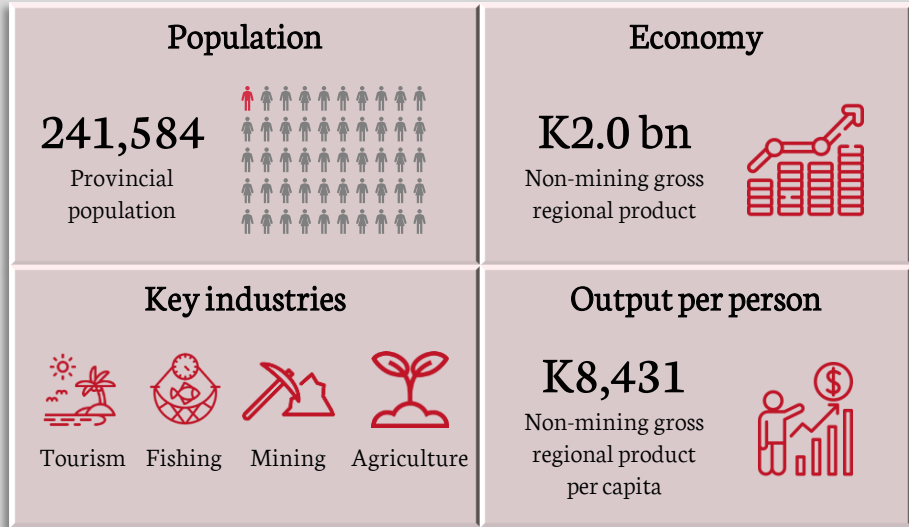 Population
241,584
Provincial
population
Economy
K2.0 bn
Non-mining gross
regional product
Key industries
Tourism Fishing Mining Agriculture
Output per person
$
K8,431
Non-mining gross
regional product
per capita